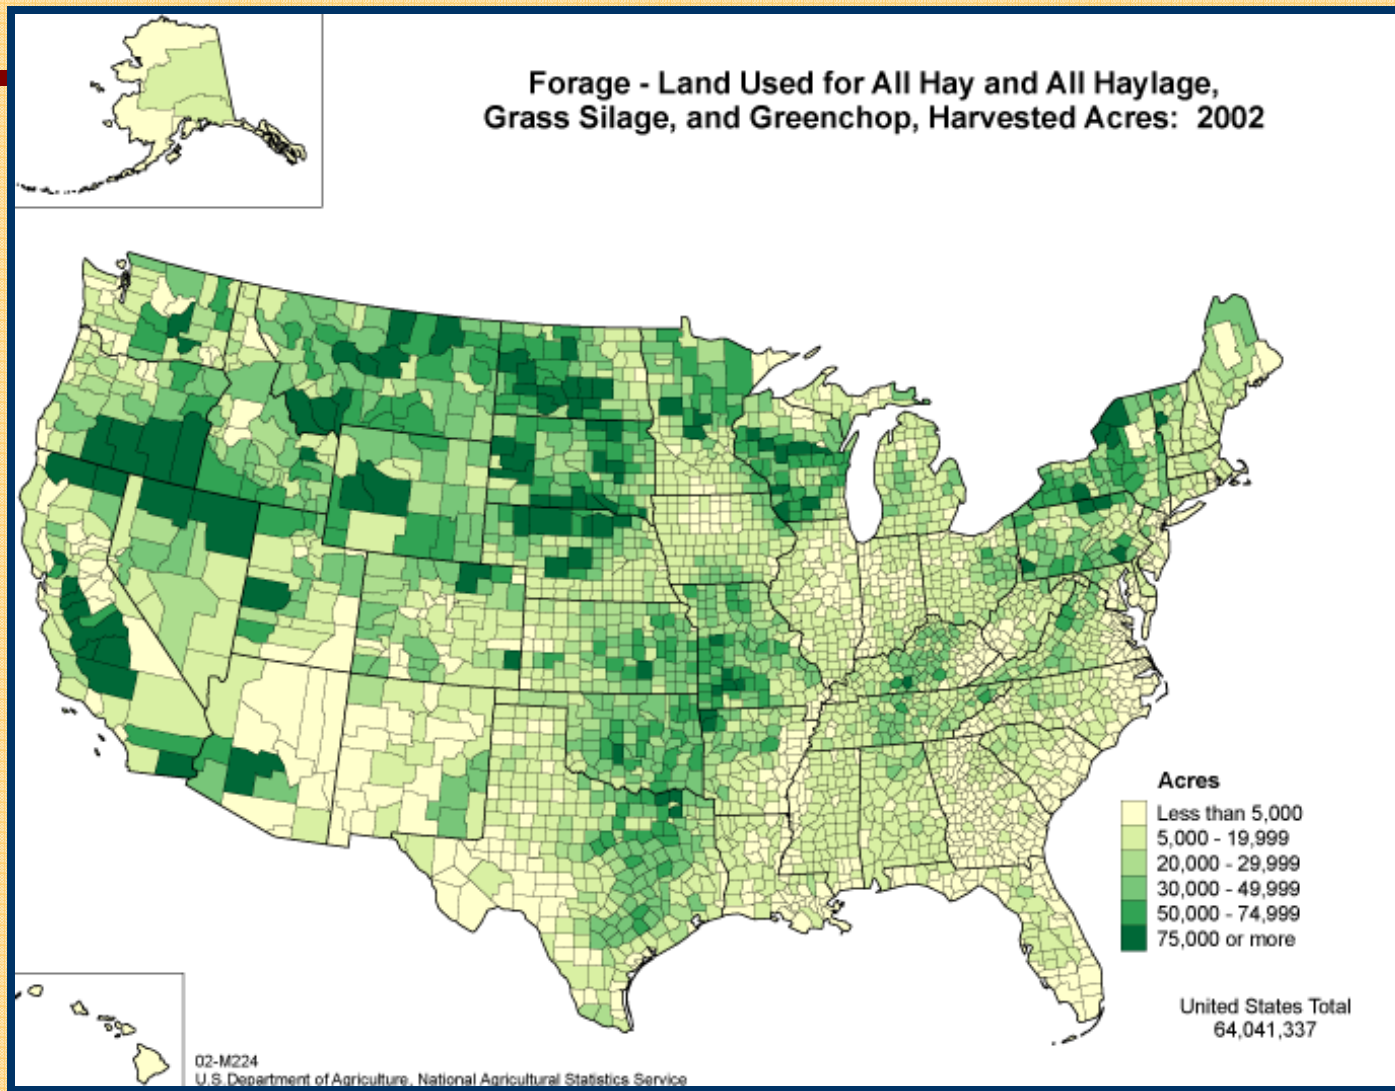 Forage - Land Used for All Hay and All Haylage,
Grass Silage, and Greenchop, Harvested Acres:  2002
Acres
Less than 5,000
5,000 - 19,999
20,000 - 29,999
30,000 - 49,999
50,000 - 74,999
75,000 or more
United States Total
64,041,337
02-M224
U.S.Department of Agriculture, National Agricultural Statistics Service